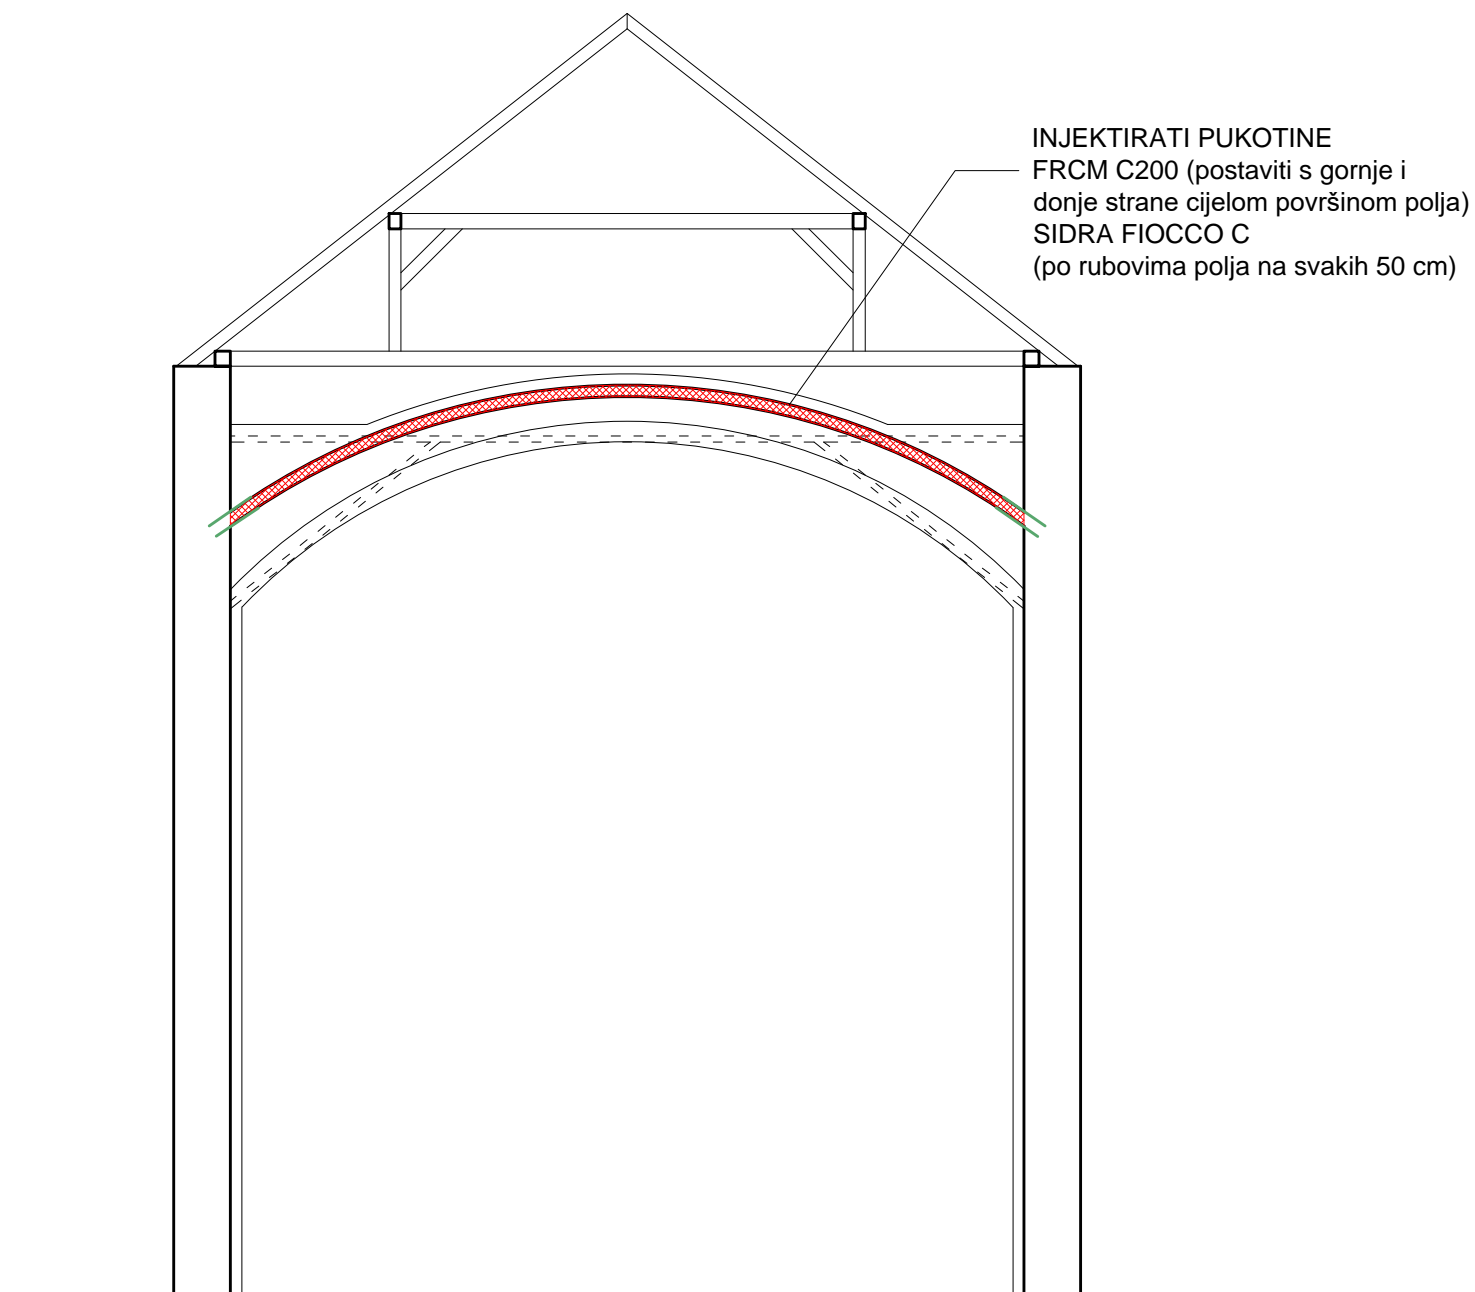 INJEKTIRATI PUKOTINE
FRCM C200 (postaviti s gornje i
donje strane cijelom površinom polja)
SIDRA FIOCCO C
(po rubovima polja na svakih 50 cm)